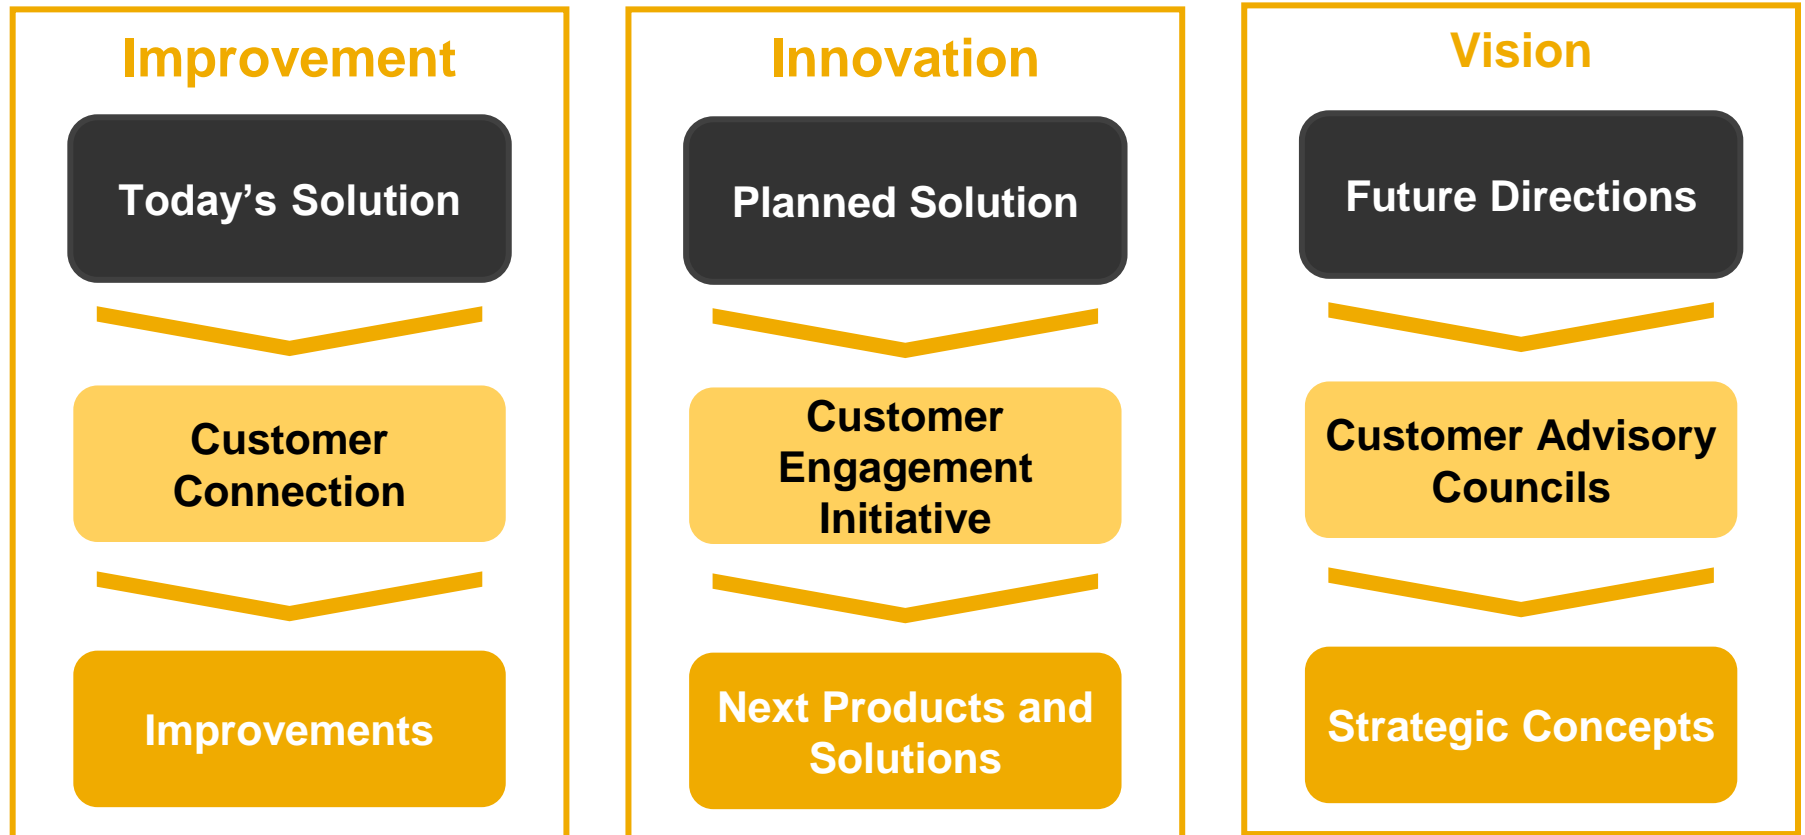 Improvement
Today’s Solution
Customer
Connection
Improvements
Innovation
Planned Solution
Customer
Engagement
Initiative
Next Products and
Solutions
Vision
Future Directions
Customer Advisory
Councils
Strategic Concepts